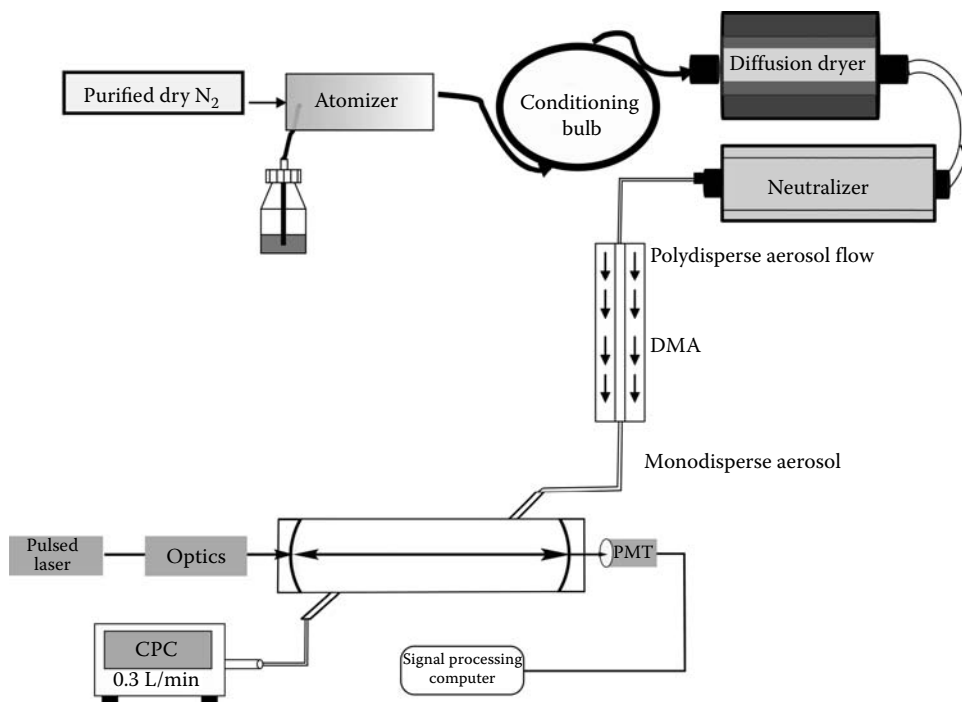 Purified dry N₂
Atomizer
Conditioning
bulb
Diffusion dryer
Neutralizer
Polydisperse aerosol flow
DMA
Monodisperse aerosol
Pulsed
laser
Optics
PMT
CPC
0.3 L/min
Signal processing
computer